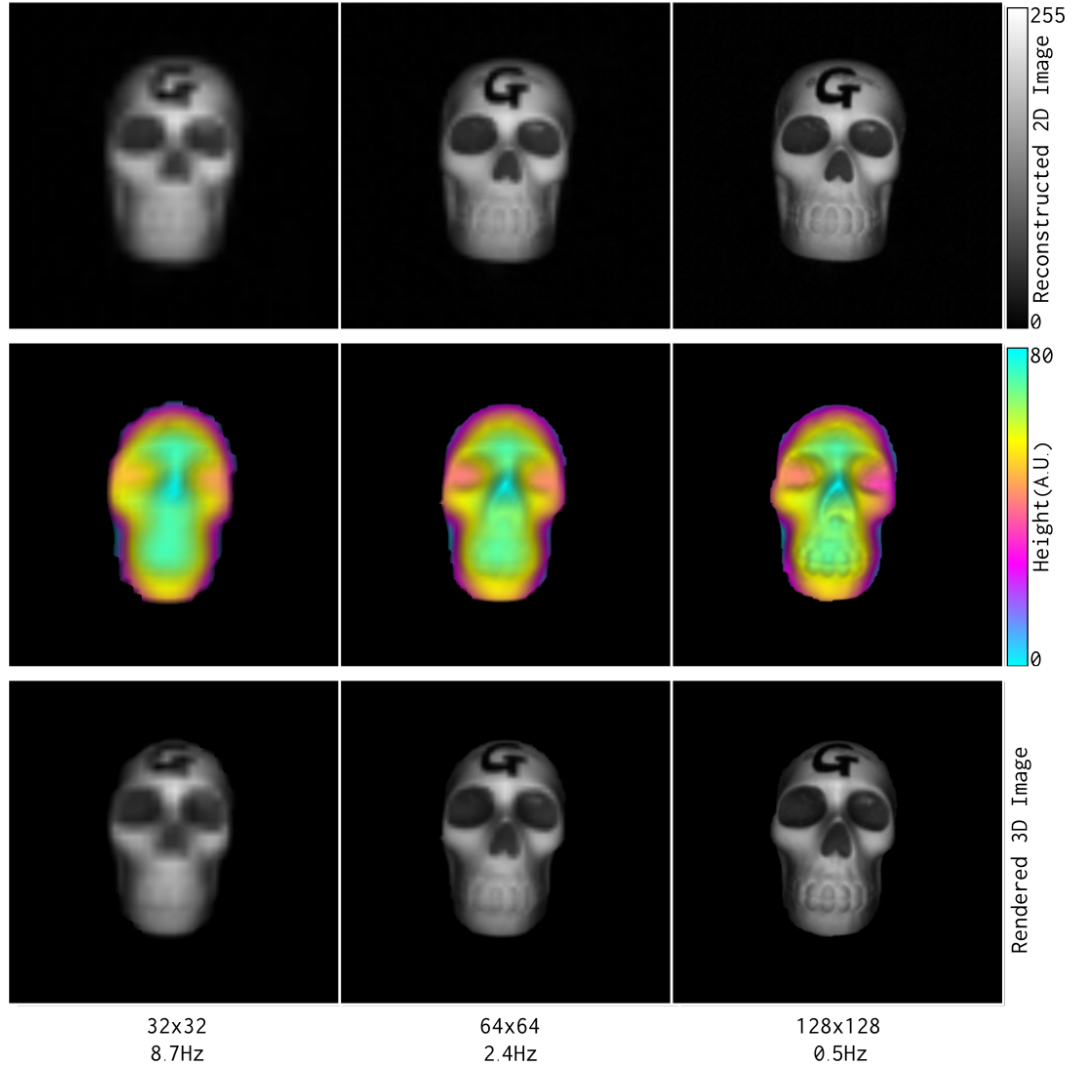 G
G
G
255
Reconstructed 2D Image
0
80
Height(A.U.)
0
G
G
G
Rendered 3D Image
32x32
64x64
128x128
8.7Hz
2.4Hz
0.5Hz